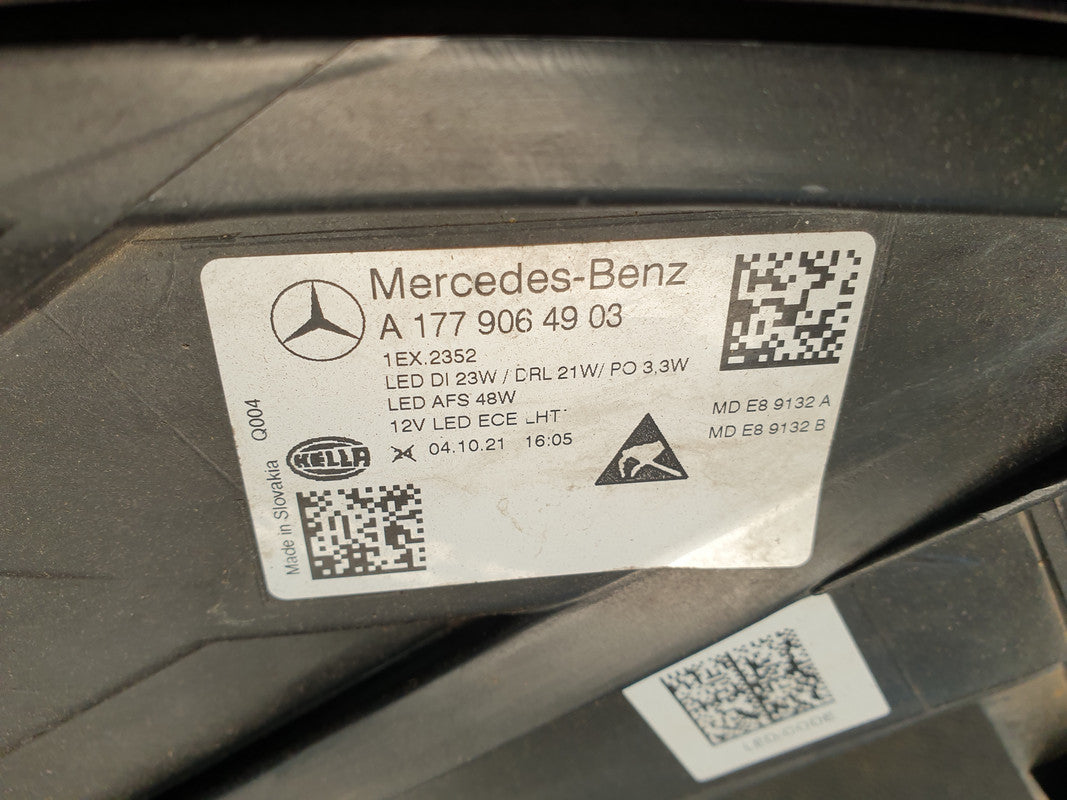 Mercedes-Benz
A 177 906 49 03
1EX.2352
LED DI 23W / DRL 21W/ PO 3,3W
LED AFS 48W
12V LED ECE LHT
04.10.21 16:05
MD E8 9132 A
MD E8 9132 B
HELLA
Made in Slovakia Q004
LED-CODE